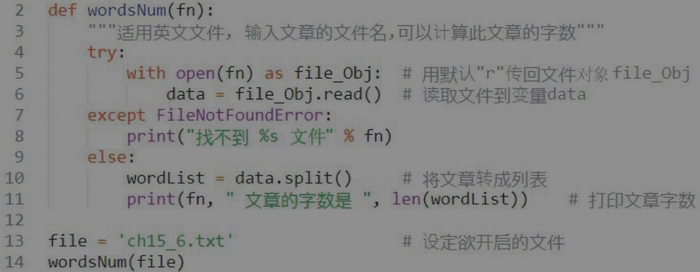 2 def wordsNum(fn):
3     """适用英文文件, 输入文章的文件名,可以计算此文章的字数"""
4     try:
5         with open(fn) as file_Obj:  # 用默认"r"传回文件对象file_Obj
6             data = file_Obj.read()  # 读取文件到变量data
7     except FileNotFoundError:
8         print("找不到 %s 文件" % fn)
9     else:
10         wordList = data.split()     # 将文章转成列表
11         print(fn, " 文章的字数是 ", len(wordList))    # 打印文章字数
12
13 file = 'ch15_6.txt'                 # 设定欲开启的文件
14 wordsNum(file)